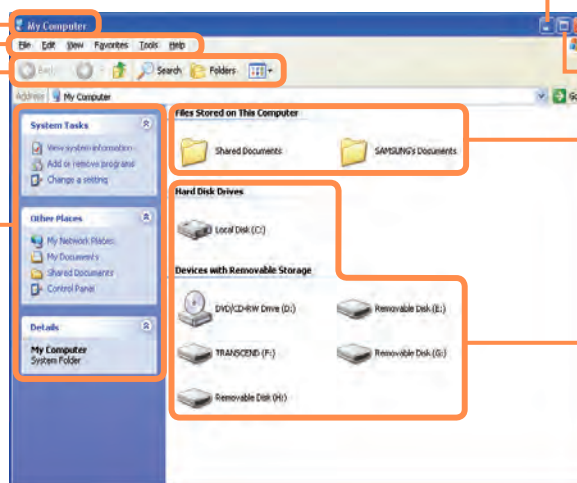 My Computer
File Edit View Favorites Tools Help
Back Search Folders
Address My Computer Go
System Tasks
View system information
Add or remove programs
Change a setting
Other Places
My Network Places
My Documents
Shared Documents
Control Panel
Details
My Computer
System Folder
Files Stored on This Computer
Shared Documents SAMSUNG's Documents
Hard Disk Drives
Local Disk (C:)
Devices with Removable Storage
DVD/CD-RW Drive (D:) Removable Disk (E:)
TRANSCEND (F:) Removable Disk (G:)
Removable Disk (H:)